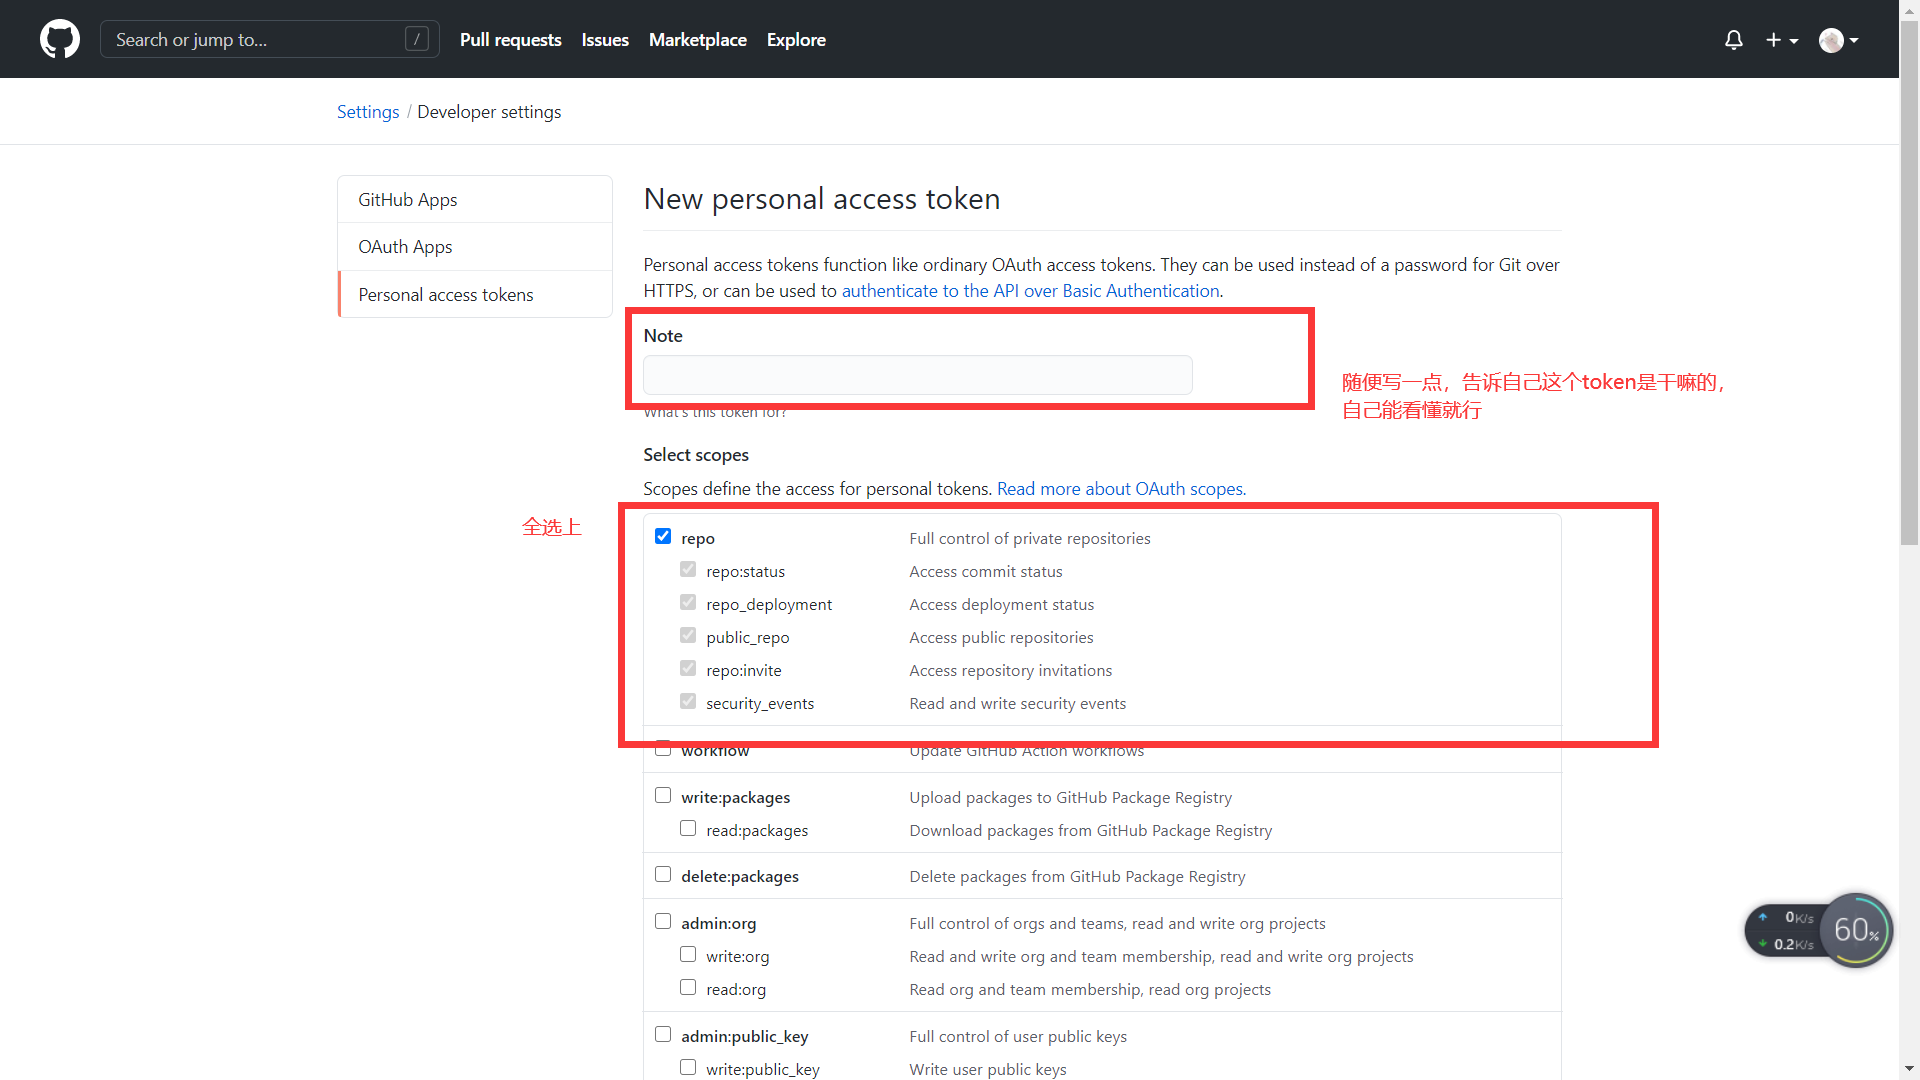 Search or jump to... /
Pull requests Issues Marketplace Explore
Settings / Developer settings
GitHub Apps
OAuth Apps
Personal access tokens
New personal access token
Personal access tokens function like ordinary OAuth access tokens. They can be used instead of a password for Git over
HTTPS, or can be used to authenticate to the API over Basic Authentication.
Note
What's this token for?
随便写一点，告诉自己这个token是干嘛的，
自己能看懂就行
Select scopes
Scopes define the access for personal tokens. Read more about OAuth scopes.
全选上
repo Full control of private repositories
repo:status Access commit status
repo_deployment Access deployment status
public_repo Access public repositories
repo:invite Access repository invitations
security_events Read and write security events
workflow Update GitHub Action workflows
write:packages Upload packages to GitHub Package Registry
read:packages Download packages from GitHub Package Registry
delete:packages Delete packages from GitHub Package Registry
admin:org Full control of orgs and teams, read and write org projects
write:org Read and write org and team membership, read and write org projects
read:org Read org and team membership, read org projects
admin:public_key Full control of user public keys
write:public_key Write user public keys
0K/s
0.2K/s
60%